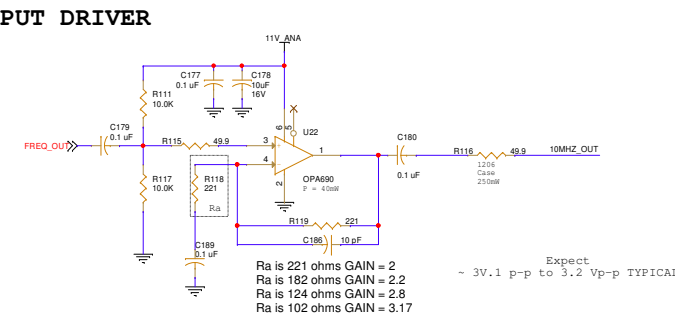 PUT DRIVER
11V_ANA
C177
0.1 uF
C178
10uF
16V
R111
10.0K
C179
0.1 uF
FREQ_OUT
R115
49.9
3
4
6
5
2
1
U22
OPA690
P = 40mW
C180
0.1 uF
R116
49.9
10MHZ_OUT
1206
Case
250mW
R117
10.0K
R118
221
Ra
R119
221
C186
10 pF
C189
0.1 uF
Ra is 221 ohms GAIN = 2
Ra is 182 ohms GAIN = 2.2
Ra is 124 ohms GAIN = 2.8
Ra is 102 ohms GAIN = 3.17
Expect
~ 3V.1 p-p to 3.2 Vp-p TYPICAL